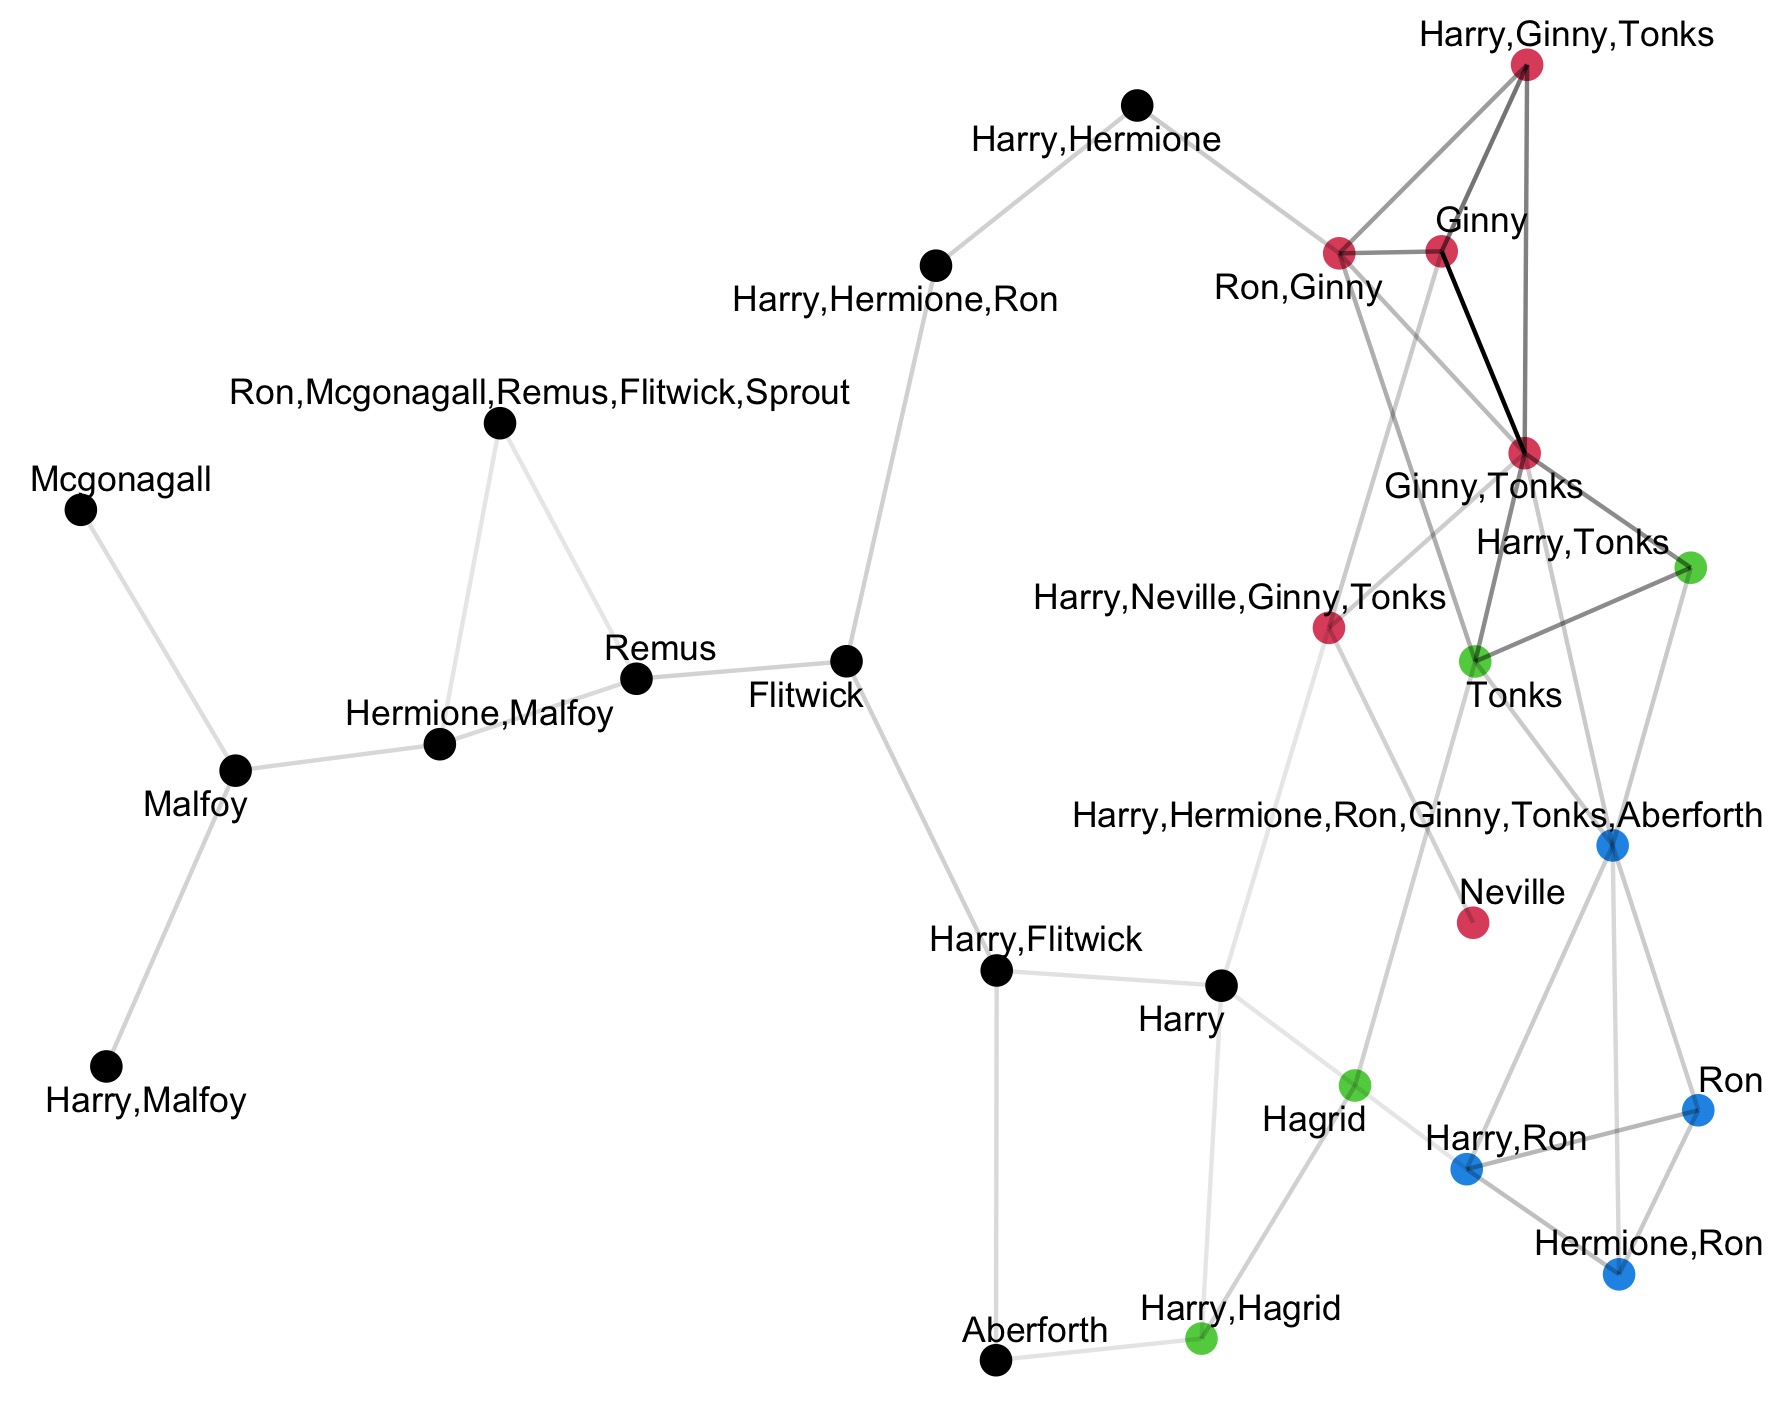 Harry,Ginny,Tonks
Harry,Hermione
Ginny
Ron,Ginny
Harry,Hermione,Ron
Ron,Mcgonagall,Remus,Flitwick,Sprout
Mcgonagall
Ginny,Tonks
Harry,Tonks
Harry,Neville,Ginny,Tonks
Remus
Flitwick
Tonks
Hermione,Malfoy
Malfoy
Harry,Hermione,Ron,Ginny,Tonks,Aberforth
Neville
Harry,Flitwick
Harry
Ron
Harry,Malfoy
Hagrid
Harry,Ron
Hermione,Ron
Harry,Hagrid
Aberforth